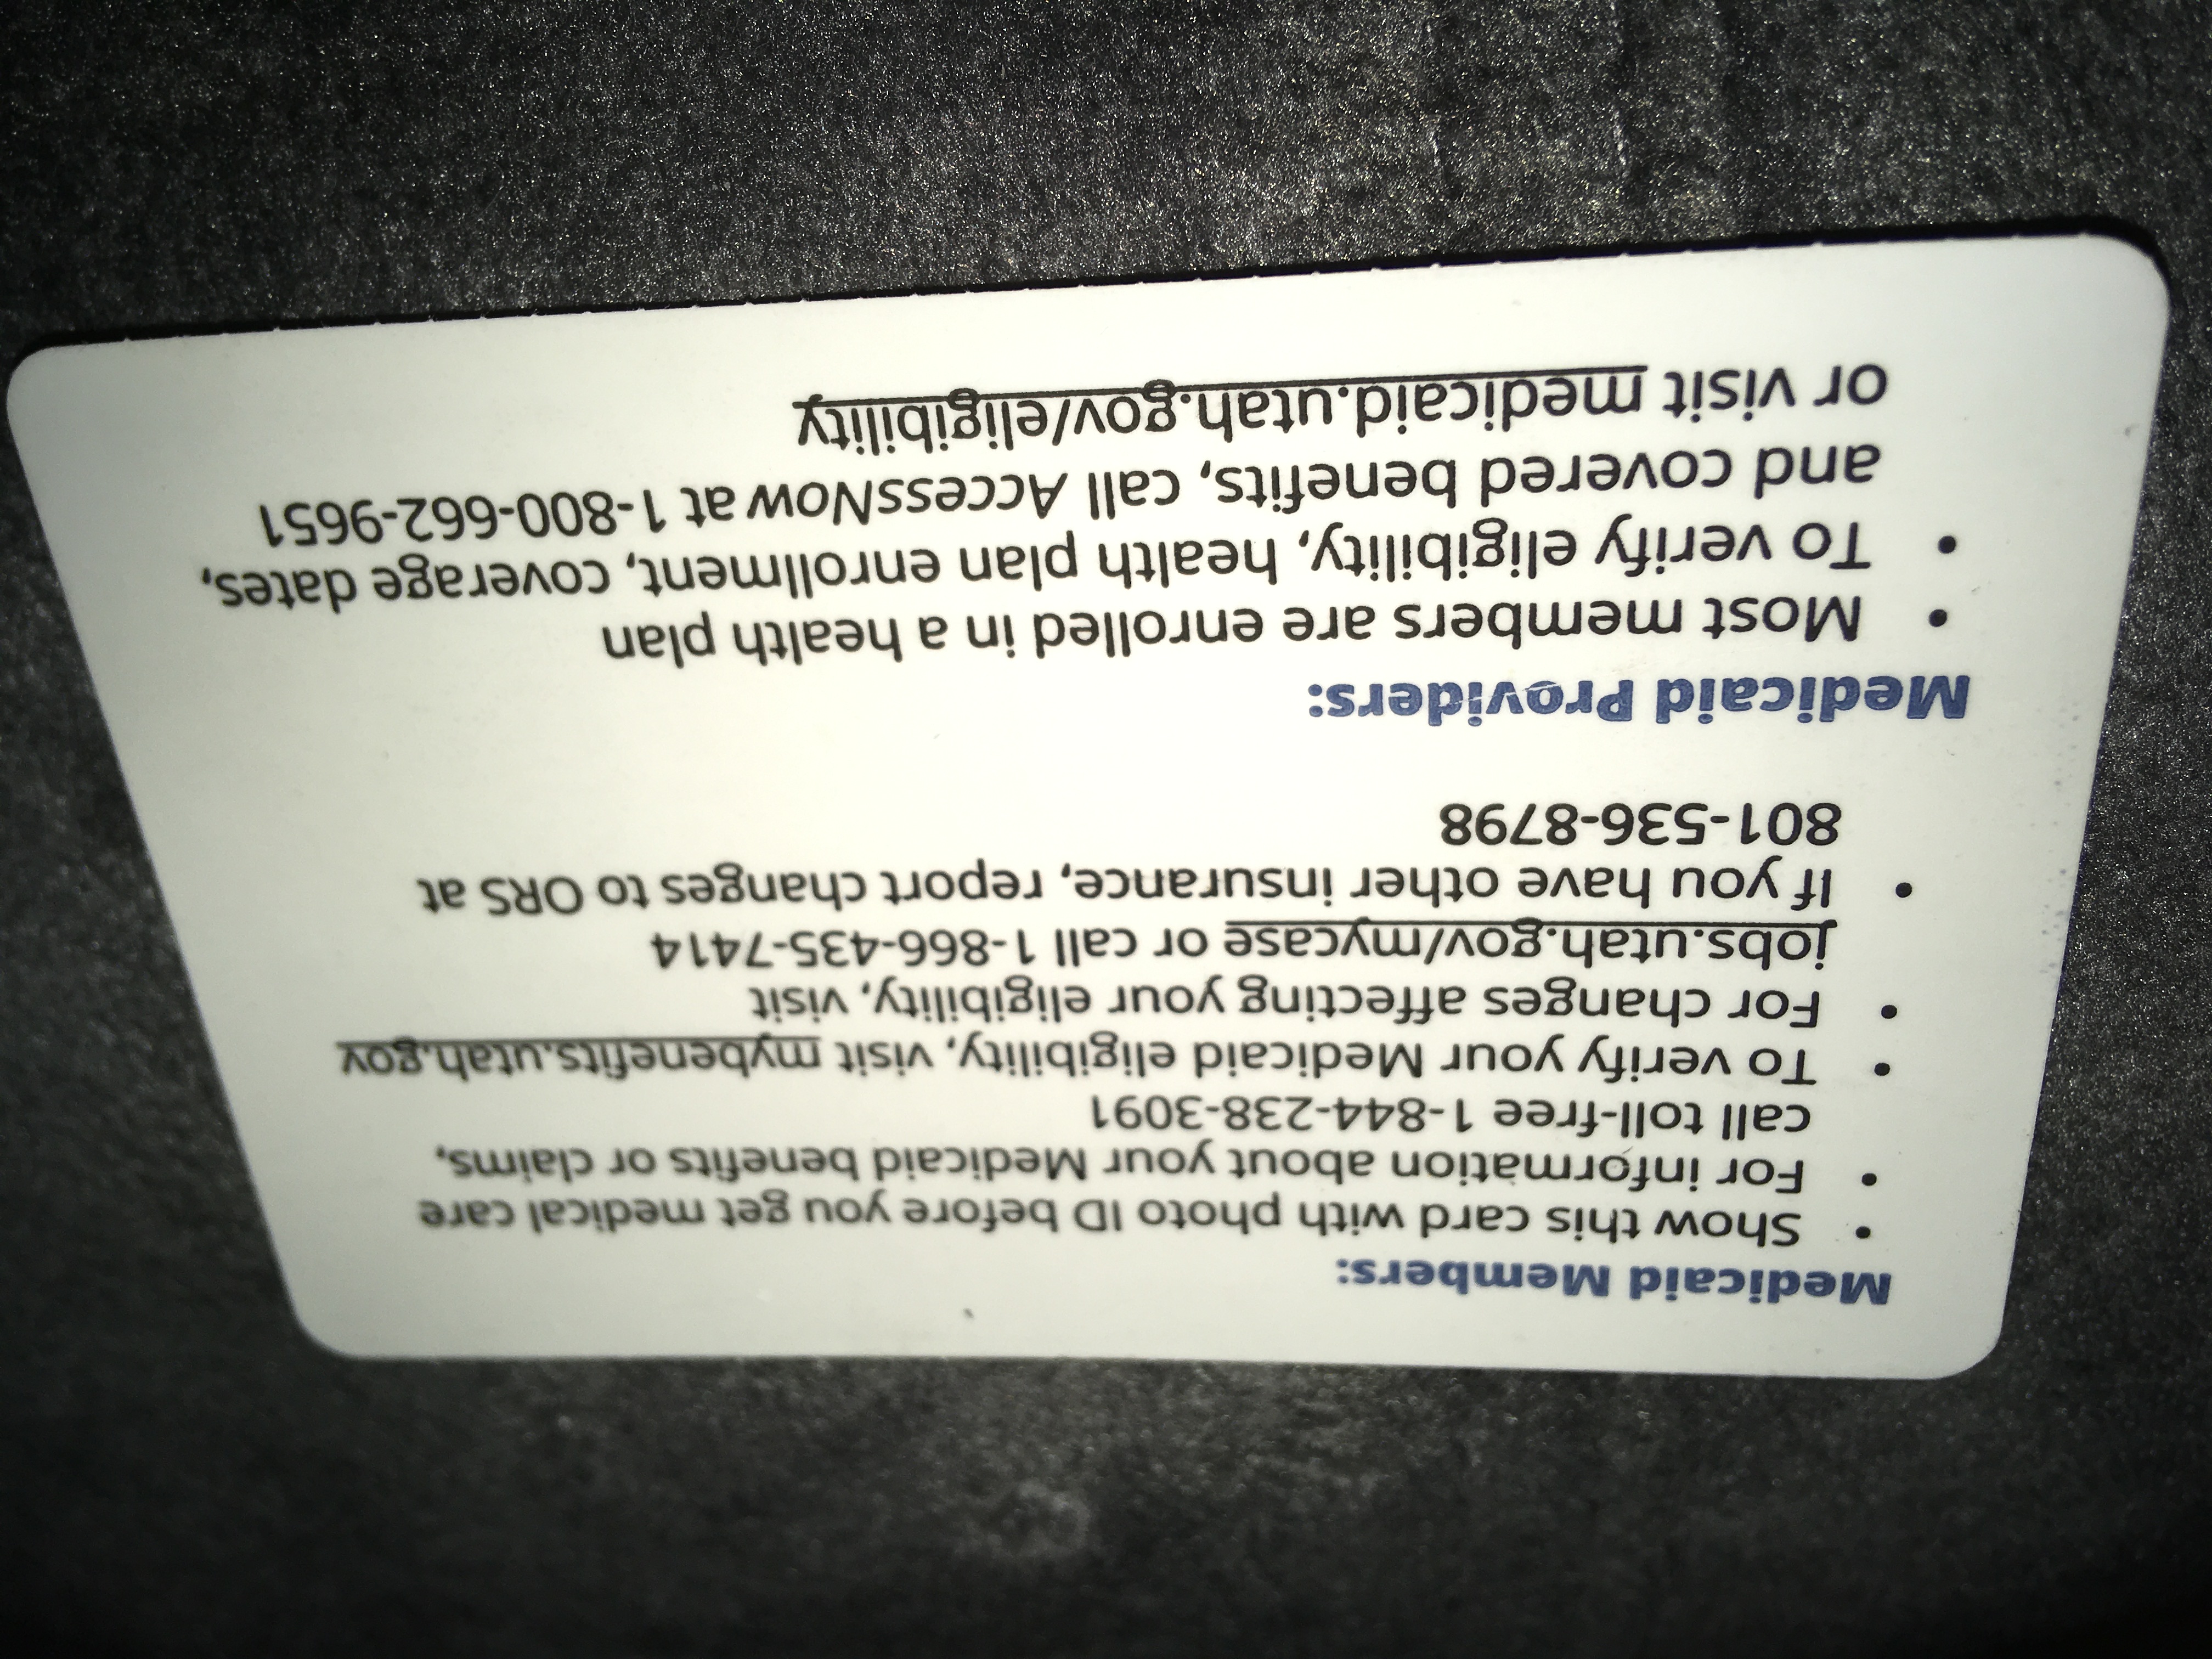 Medicaid Members:
• Show this card with photo ID before you get medical care
• For information about your Medicaid benefits or claims,
call toll-free 1-844-238-3091
• To verify your Medicaid eligibility, visit mybenefits.utah.gov
• For changes affecting your eligibility, visit
jobs.utah.gov/mycase or call 1-866-435-7414
• If you have other insurance, report changes to ORS at
801-536-8798
Medicaid Providers:
• Most members are enrolled in a health plan
• To verify eligibility, health plan enrollment, coverage dates,
and covered benefits, call AccessNow at 1-800-662-9651
or visit medicaid.utah.gov/eligibility